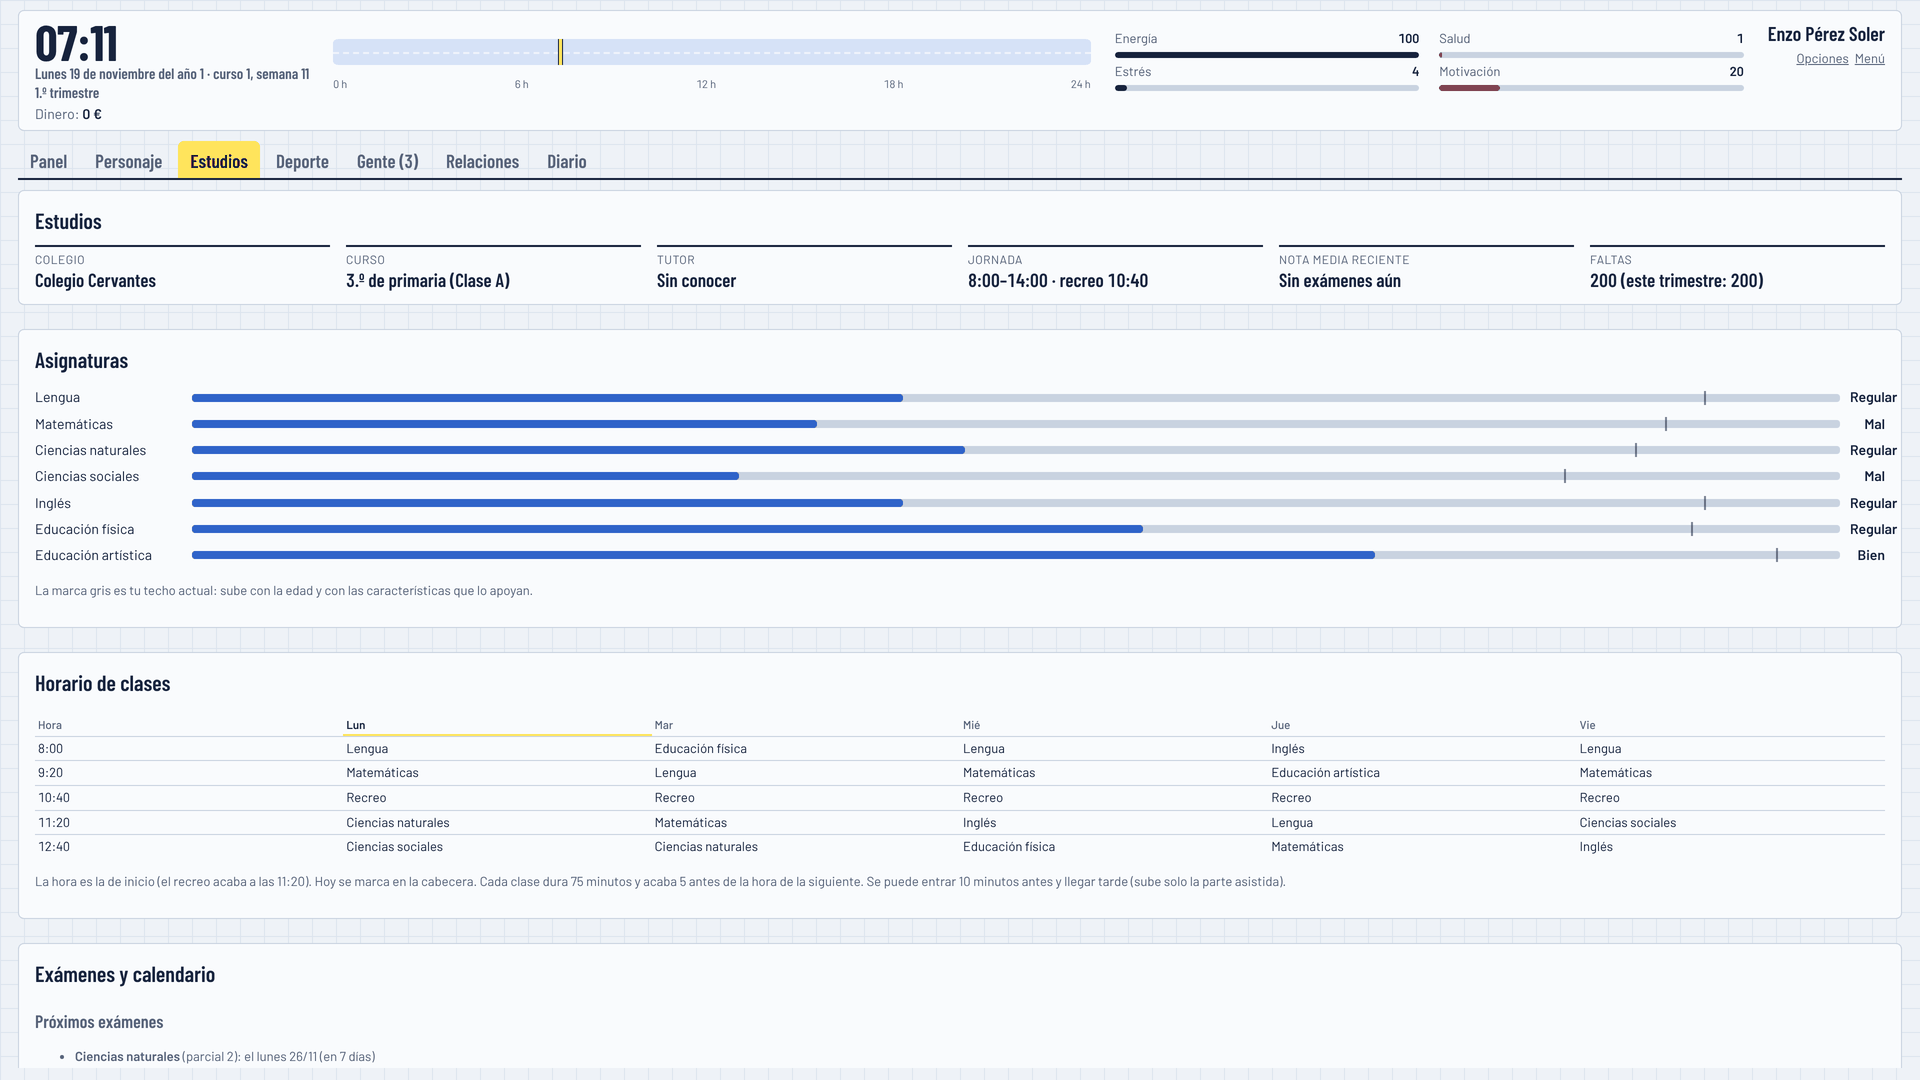 07:11
Lunes 19 de noviembre del año 1 · curso 1, semana 11
1.º trimestre
Dinero: 0 €
0 h 6 h 12 h 18 h 24 h
Energía 100
Estrés 4
Salud 1
Motivación 20
Enzo Pérez Soler
Opciones Menú
Panel Personaje Estudios Deporte Gente (3) Relaciones Diario
Estudios
COLEGIO
Colegio Cervantes
CURSO
3.º de primaria (Clase A)
TUTOR
Sin conocer
JORNADA
8:00–14:00 · recreo 10:40
NOTA MEDIA RECIENTE
Sin exámenes aún
FALTAS
200 (este trimestre: 200)
Asignaturas
Lengua Regular
Matemáticas Mal
Ciencias naturales Regular
Ciencias sociales Mal
Inglés Regular
Educación física Regular
Educación artística Bien
La marca gris es tu techo actual: sube con la edad y con las características que lo apoyan.
Horario de clases
Hora Lun Mar Mié Jue Vie
8:00 Lengua Educación física Lengua Inglés Lengua
9:20 Matemáticas Lengua Matemáticas Educación artística Matemáticas
10:40 Recreo Recreo Recreo Recreo Recreo
11:20 Ciencias naturales Matemáticas Inglés Lengua Ciencias sociales
12:40 Ciencias sociales Ciencias naturales Educación física Matemáticas Inglés
La hora es la de inicio (el recreo acaba a las 11:20). Hoy se marca en la cabecera. Cada clase dura 75 minutos y acaba 5 antes de la hora de la siguiente. Se puede entrar 10 minutos antes y llegar tarde (sube solo la parte asistida).
Exámenes y calendario
Próximos exámenes
• Ciencias naturales (parcial 2): el lunes 26/11 (en 7 días)